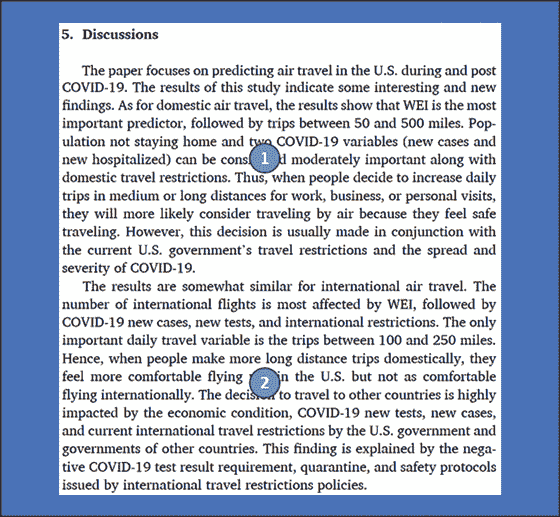 5. Discussions
The paper focuses on predicting air travel in the U.S. during and post
COVID-19. The results of this study indicate some interesting and new
findings. As for domestic air travel, the results show that WEI is the most
important predictor, followed by trips between 50 and 500 miles. Pop-
ulation not staying home and two COVID-19 variables (new cases and
new hospitalized) can be 1 moderately important along with
domestic travel restrictions. Thus, when people decide to increase daily
trips in medium or long distances for work, business, or personal visits,
they will more likely consider traveling by air because they feel safe
traveling. However, this decision is usually made in conjunction with
the current U.S. government's travel restrictions and the spread and
severity of COVID-19.
The results are somewhat similar for international air travel. The
number of international flights is most affected by WEI, followed by
COVID-19 new cases, new tests, and international restrictions. The only
important daily travel variable is the trips between 100 and 250 miles.
Hence, when people make more long distance trips domestically, they
feel more comfortable flying 2 in the U.S. but not as comfortable
flying internationally. The decision to travel to other countries is highly
impacted by the economic condition, COVID-19 new tests, new cases,
and current international travel restrictions by the U.S. government and
governments of other countries. This finding is explained by the nega-
tive COVID-19 test result requirement, quarantine, and safety protocols
issued by international travel restrictions policies.